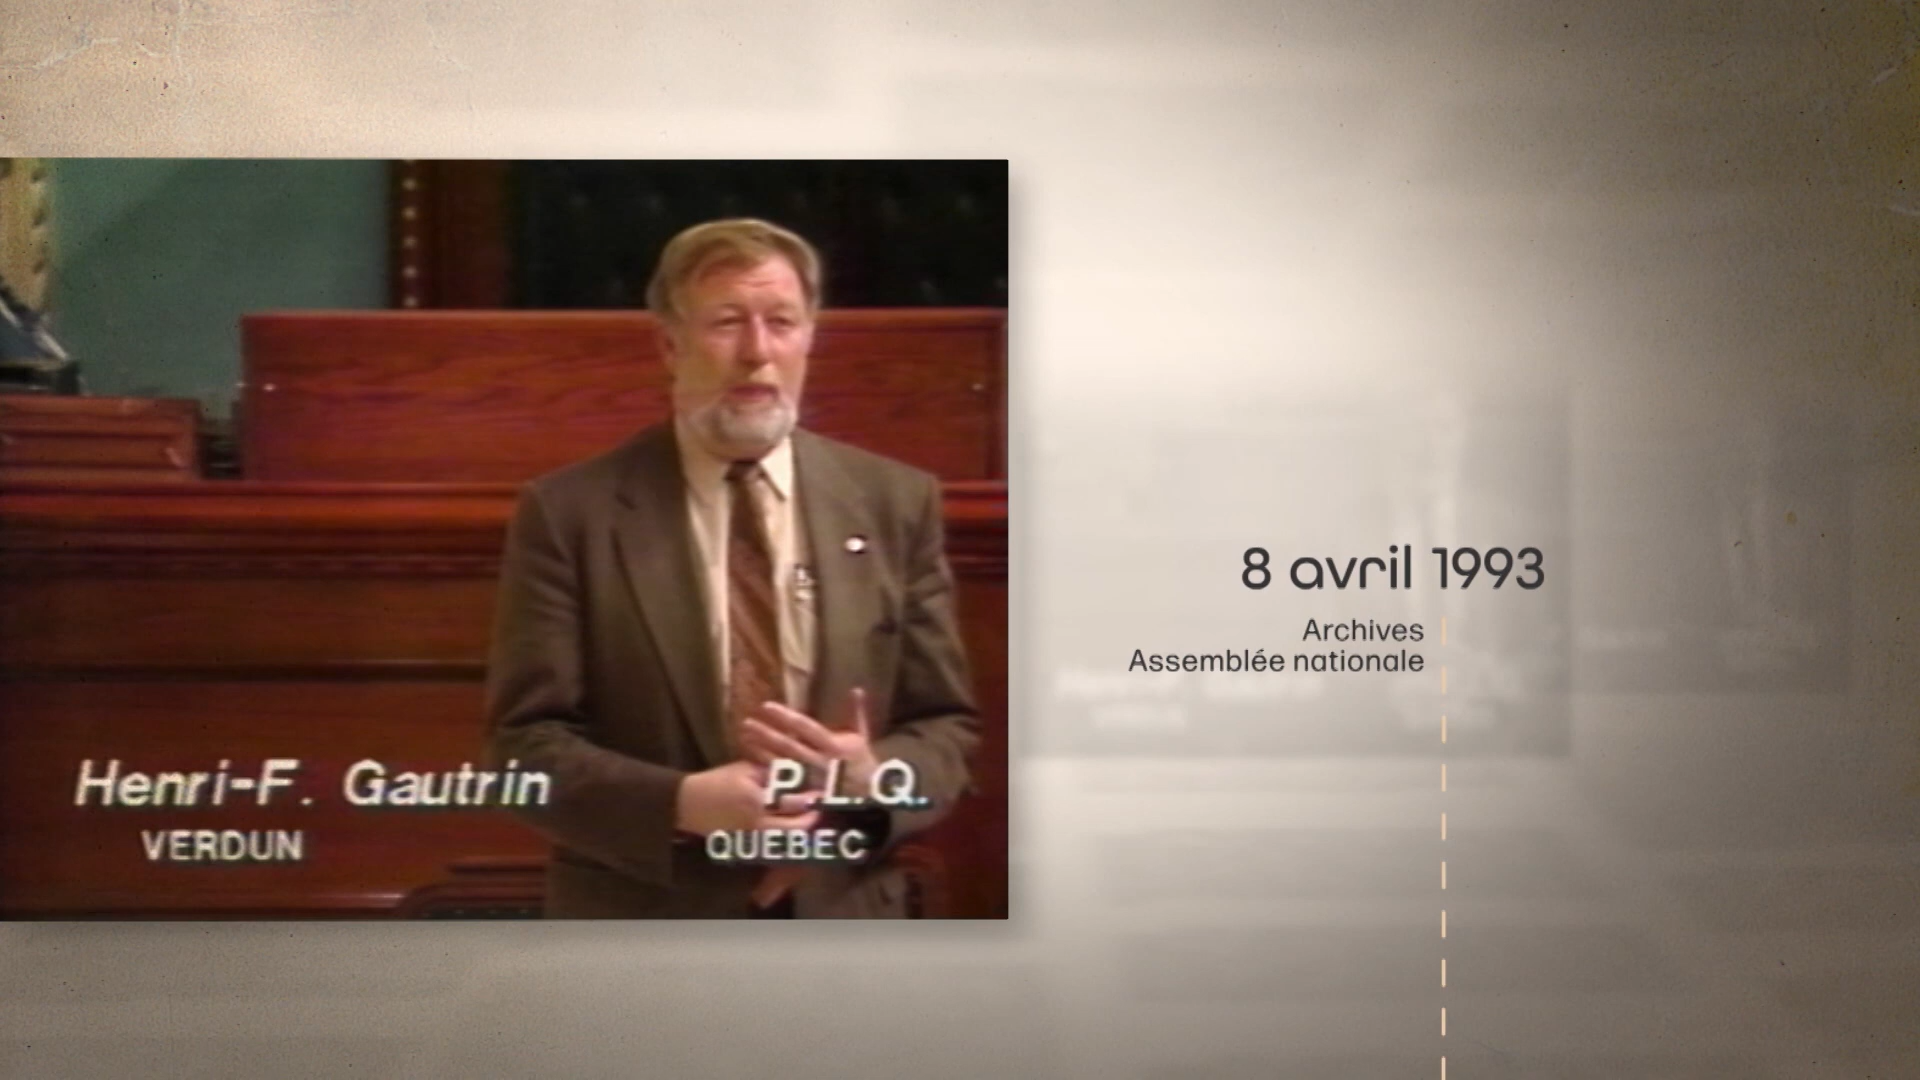 Henri-F. Gautrin P.L.Q.
VERDUN QUEBEC
8 avril 1993
Archives
Assemblée nationale